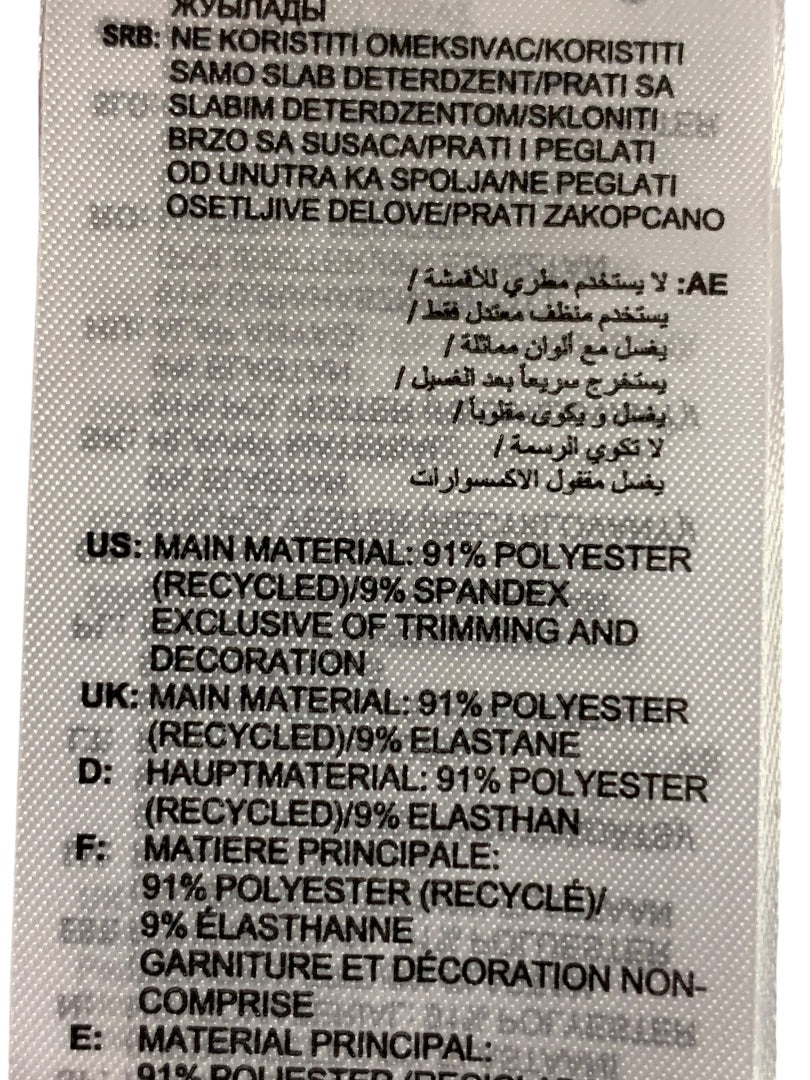 ЖУЫЛАДЫ
SRB: NE KORISTITI OMEKSIVAC/KORISTITI
SAMO SLAB DETERDZENT/PRATI SA
SLABIM DETERDZENTOM/SKLONITI
BRZO SA SUSACA/PRATI I PEGLATI
OD UNUTRA KA SPOLJA/NE PEGLATI
OSETLJIVE DELOVE/PRATI ZAKOPCANO
AE: لا يستخدم مطري للأقمشة /
يستخدم منظف معتدل فقط /
يغسل مع ألوان مماثلة /
يستخرج سريعاً بعد الغسيل /
يغسل و يكوى مقلوباً /
لا تكوي الرسمة /
يغسل مقفول الاكسسوارات
US: MAIN MATERIAL: 91% POLYESTER
(RECYCLED)/9% SPANDEX
EXCLUSIVE OF TRIMMING AND
DECORATION
UK: MAIN MATERIAL: 91% POLYESTER
(RECYCLED)/9% ELASTANE
D: HAUPTMATERIAL: 91% POLYESTER
(RECYCLED)/9% ELASTHAN
F: MATIERE PRINCIPALE:
91% POLYESTER (RECYCLÉ)/
9% ÉLASTHANNE
GARNITURE ET DÉCORATION NON-
COMPRISE
E: MATERIAL PRINCIPAL:
91% POLIESTER